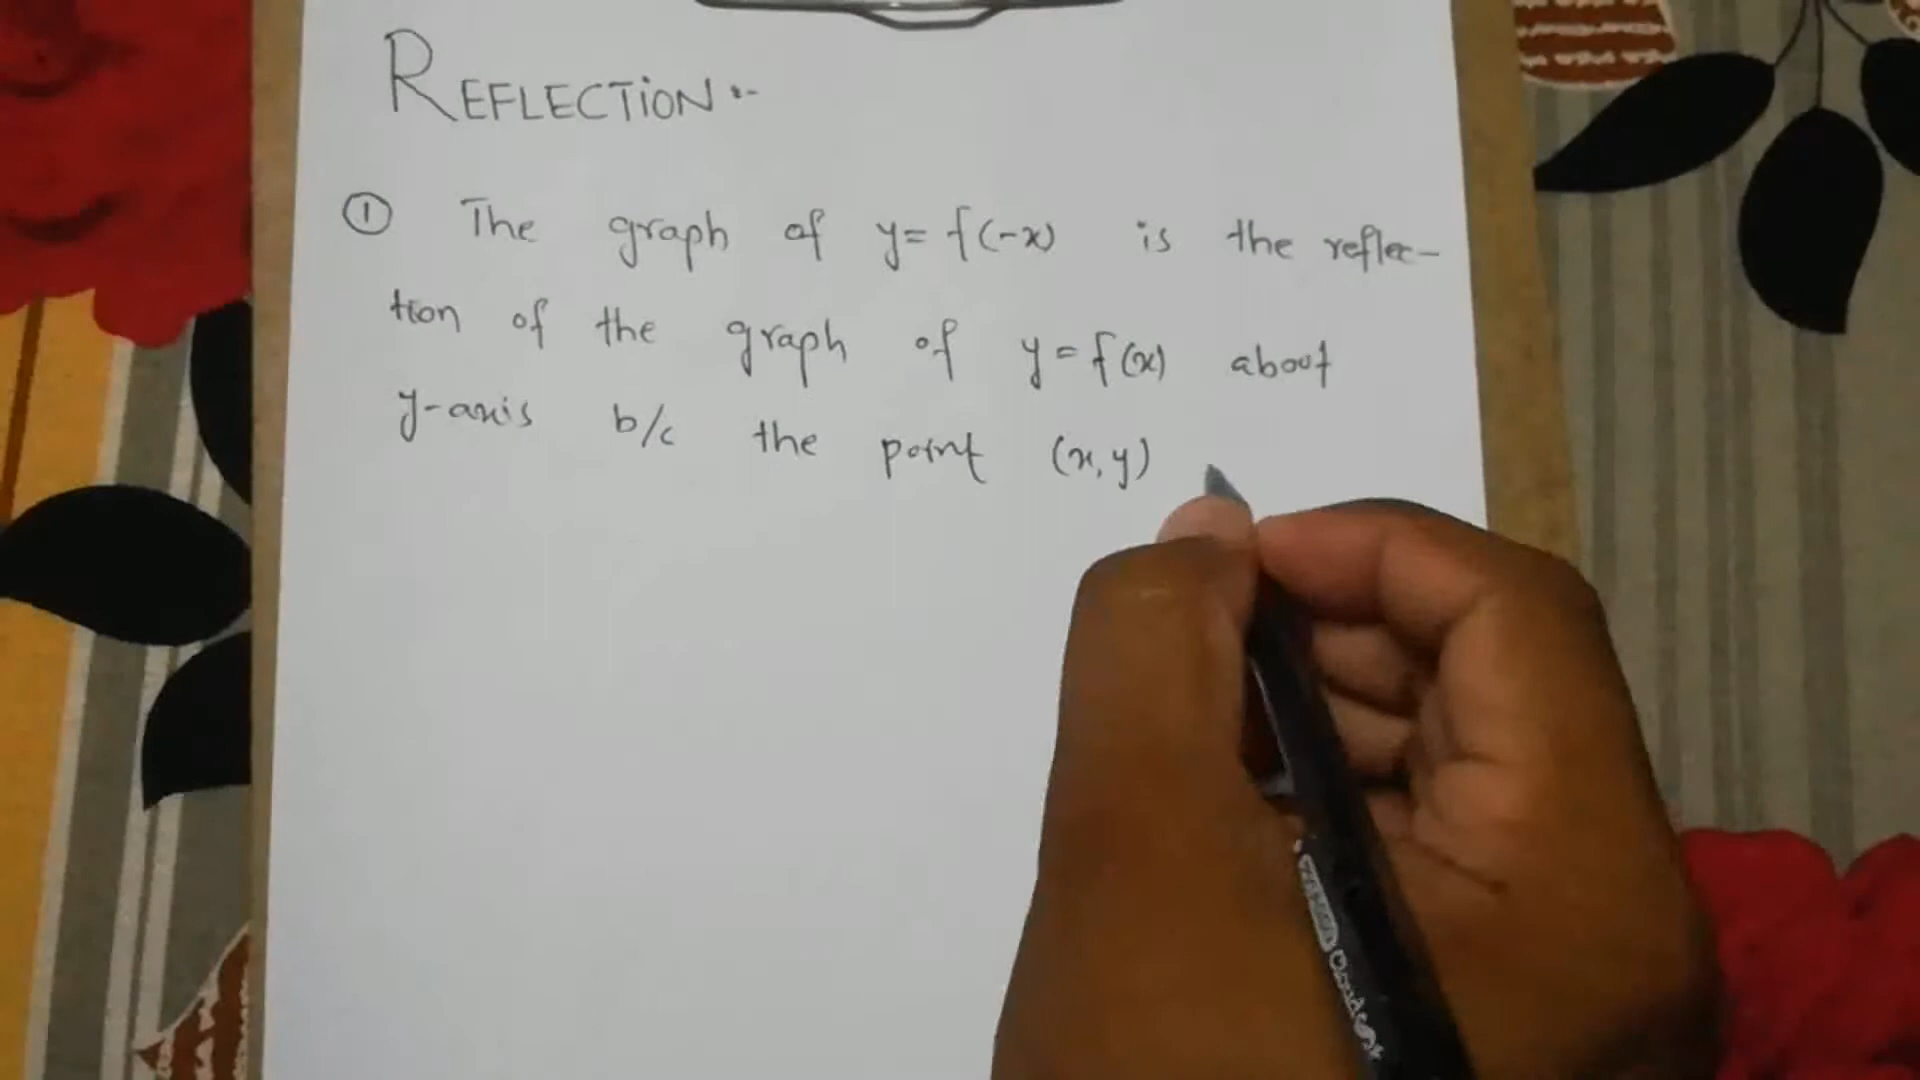 REFLECTION :-
① The graph of y = f(-x) is the reflec-
tion of the graph of y = f(x) about
y-axis b/c the point (x, y)